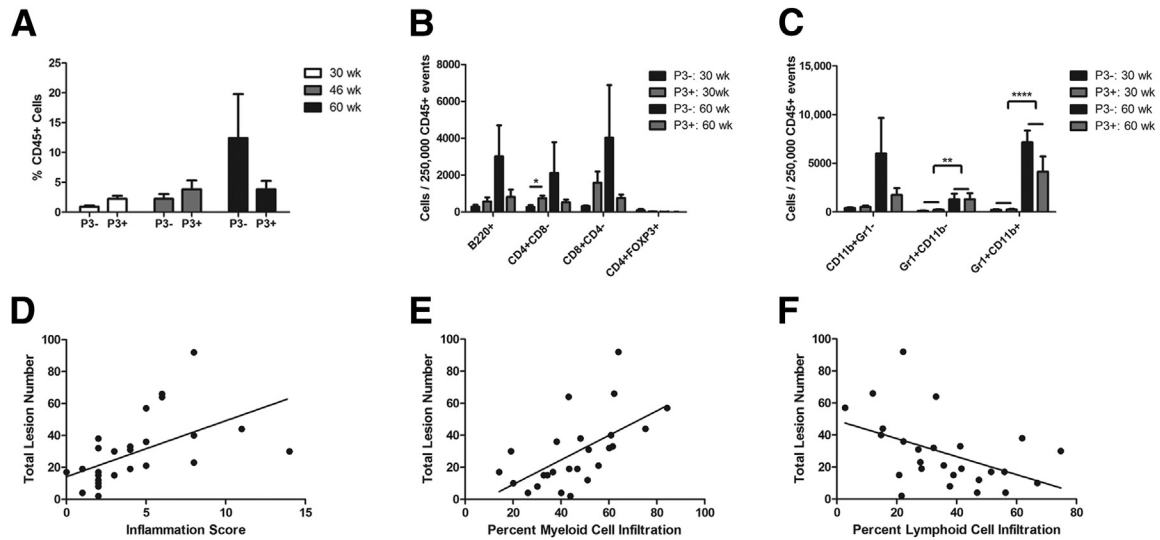 A
25
20
15
10
5
0
% CD45+ Cells
P3- P3+ P3- P3+ P3- P3+
30 wk
46 wk
60 wk
B
8000
6000
4000
2000
0
Cells / 250,000 CD45+ events
*
B220+
CD4+CD8-
CD8+CD4-
CD4+FOXP3+
P3-: 30 wk
P3+: 30wk
P3-: 60 wk
P3+: 60 wk
C
15,000
10,000
5000
0
Cells / 250,000 CD45+ events
**
****
CD11b+Gr1-
Gr1+CD11b-
Gr1+CD11b+
P3-: 30 wk
P3+: 30 wk
P3-: 60 wk
P3+: 60 wk
D
100
80
60
40
20
0
Total Lesion Number
0 5 10 15
Inflammation Score
E
100
80
60
40
20
0
Total Lesion Number
0 20 40 60 80 100
Percent Myeloid Cell Infiltration
F
100
80
60
40
20
0
Total Lesion Number
0 20 40 60 80
Percent Lymphoid Cell Infiltration